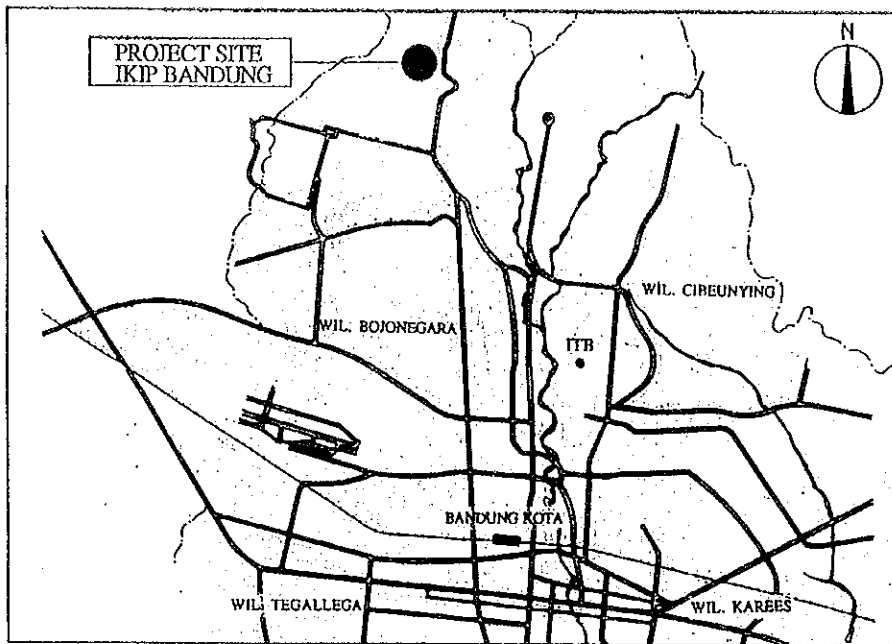 PROJECT SITE
IKIP BANDUNG
N
WIL. CIBEUNYING
WIL. BOJONEGARA
ITB
BANDUNG KOTA
WIL. TEGALLEGA
WIL. KAREES